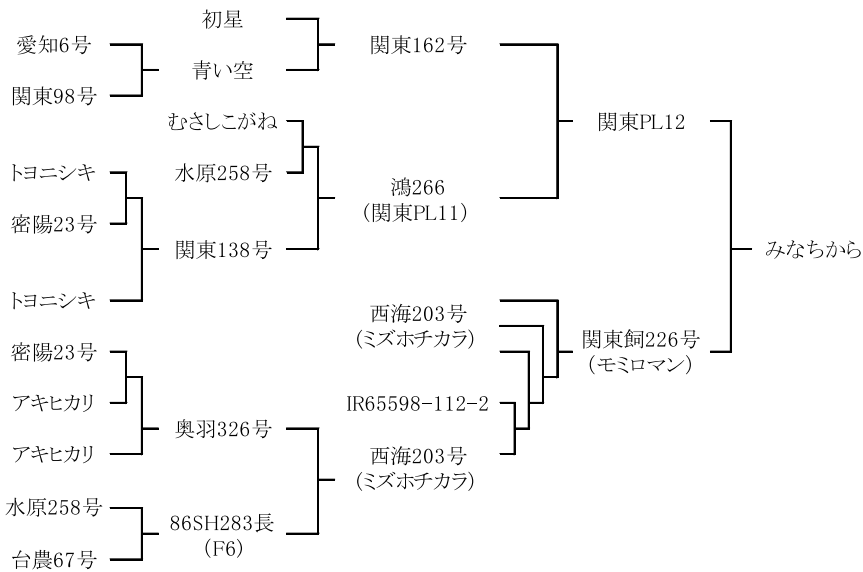 初星
愛知6号
関東162号
青い空
関東98号
むさしこがね
関東PL12
トヨニシキ
水原258号
鴻266
(関東PL11)
密陽23号
関東138号
みなちから
トヨニシキ
西海203号
(ミズホチカラ)
関東飼226号
(モミロマン)
密陽23号
アキヒカリ
IR65598-112-2
奥羽326号
アキヒカリ
西海203号
(ミズホチカラ)
水原258号
86SH283長
(F6)
台農67号